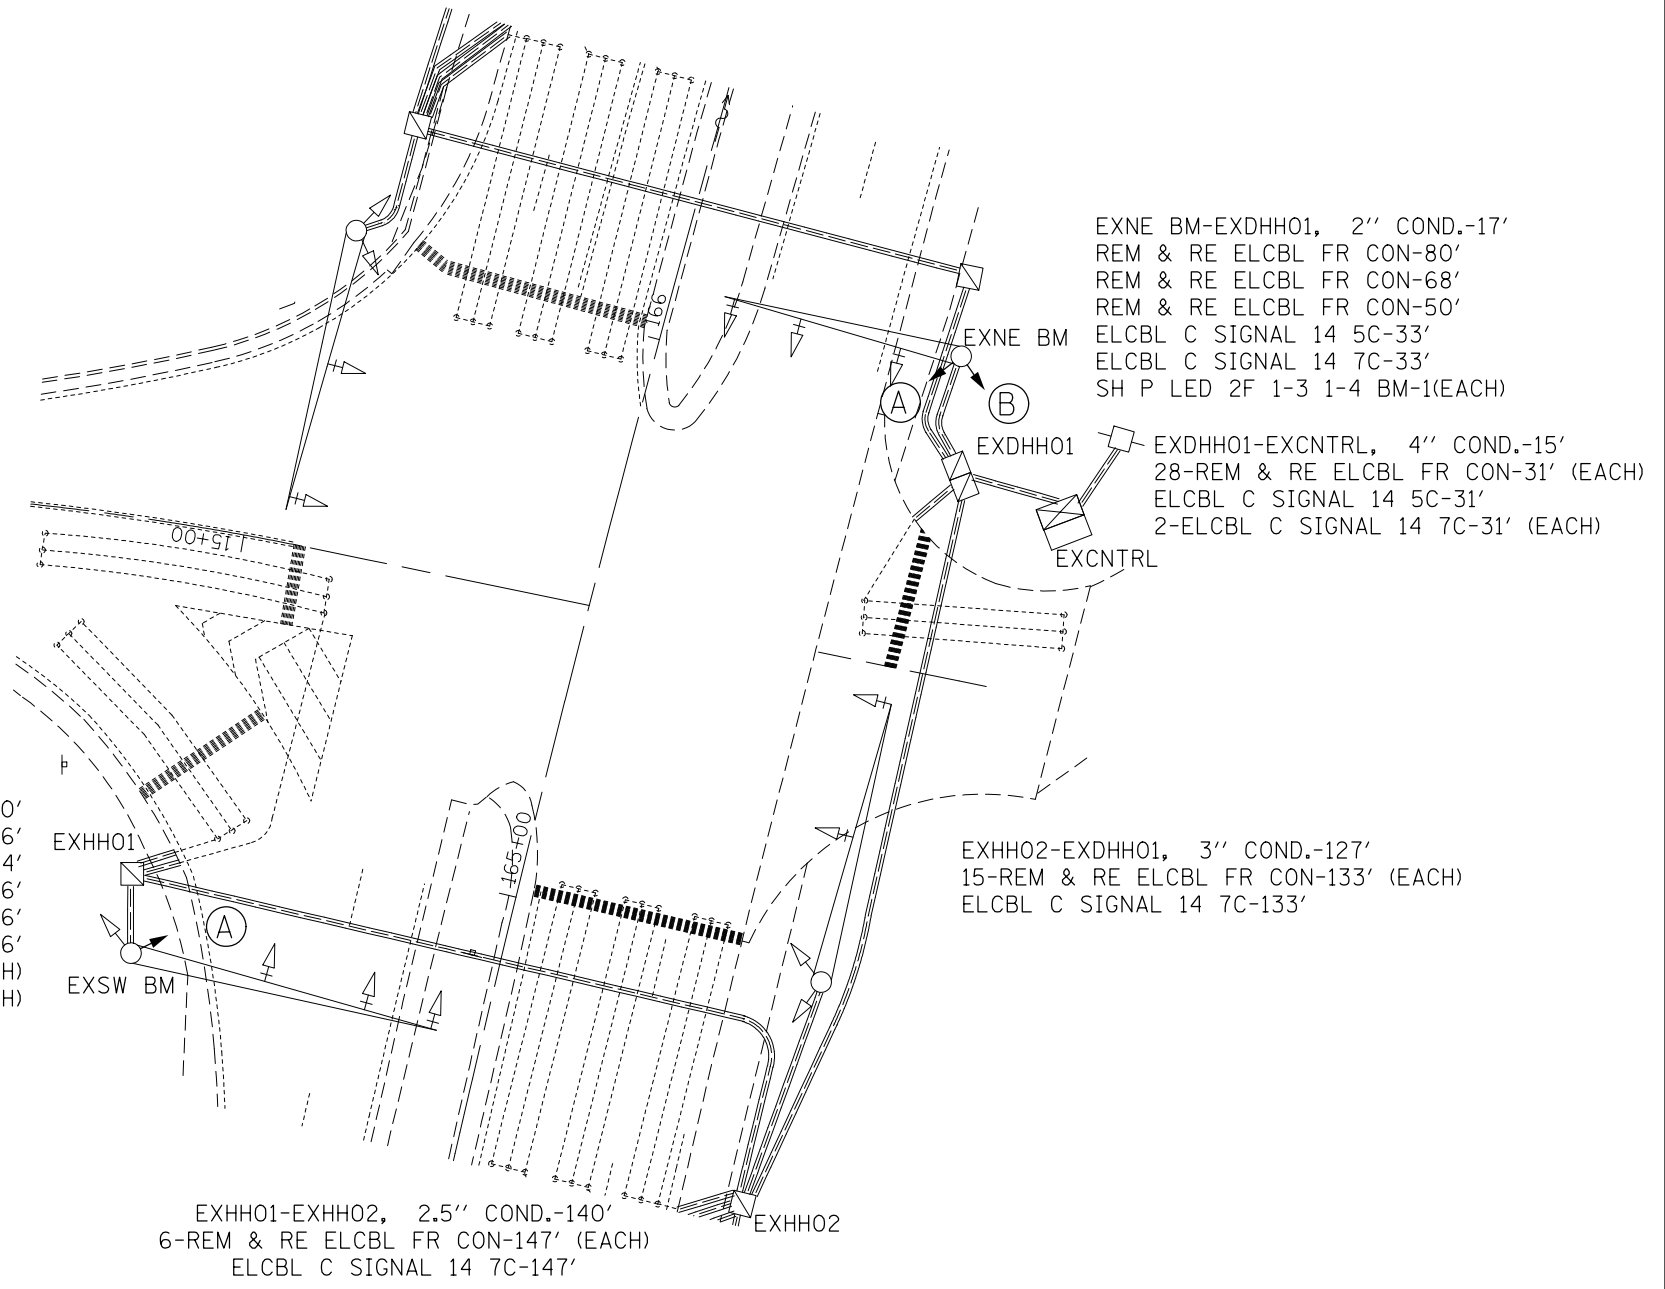 EXNE BM-EXDHH01, 2'' COND.-17'
REM & RE ELCBL FR CON-80'
REM & RE ELCBL FR CON-68'
REM & RE ELCBL FR CON-50'
ELCBL C SIGNAL 14 5C-33'
ELCBL C SIGNAL 14 7C-33'
SH P LED 2F 1-3 1-4 BM-1(EACH)
166
EXNE BM
A
B
EXDHH01
EXDHH01-EXCNTRL, 4'' COND.-15'
28-REM & RE ELCBL FR CON-31' (EACH)
ELCBL C SIGNAL 14 5C-31'
2-ELCBL C SIGNAL 14 7C-31' (EACH)
EXCNTRL
15+00
0'
6'
4'
6'
6'
6'
H)
H)
EXHH01
A
EXSW BM
165+00
EXHH02-EXDHH01, 3'' COND.-127'
15-REM & RE ELCBL FR CON-133' (EACH)
ELCBL C SIGNAL 14 7C-133'
EXHH01-EXHH02, 2.5'' COND.-140'
6-REM & RE ELCBL FR CON-147' (EACH)
ELCBL C SIGNAL 14 7C-147'
EXHH02